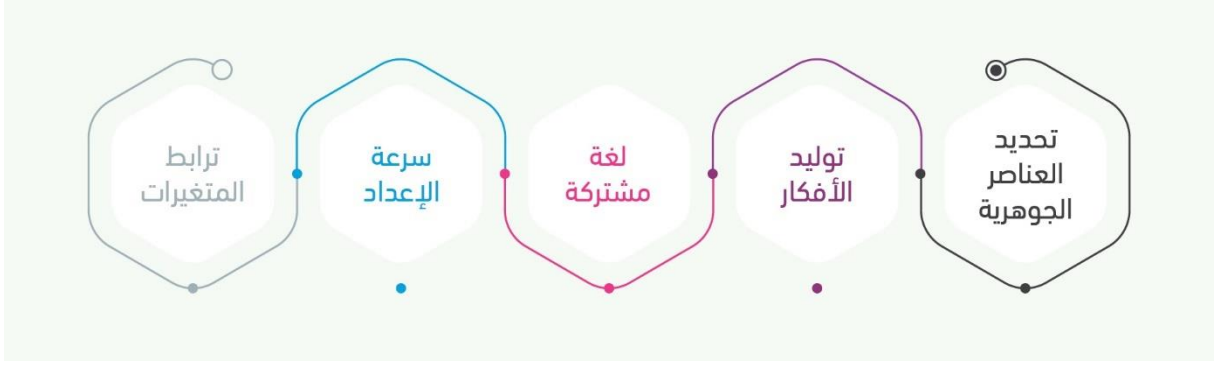 تحديد
العناصر
الجوهرية
توليد
الأفكار
لغة
مشتركة
سرعة
الإعداد
ترابط
المتغيرات